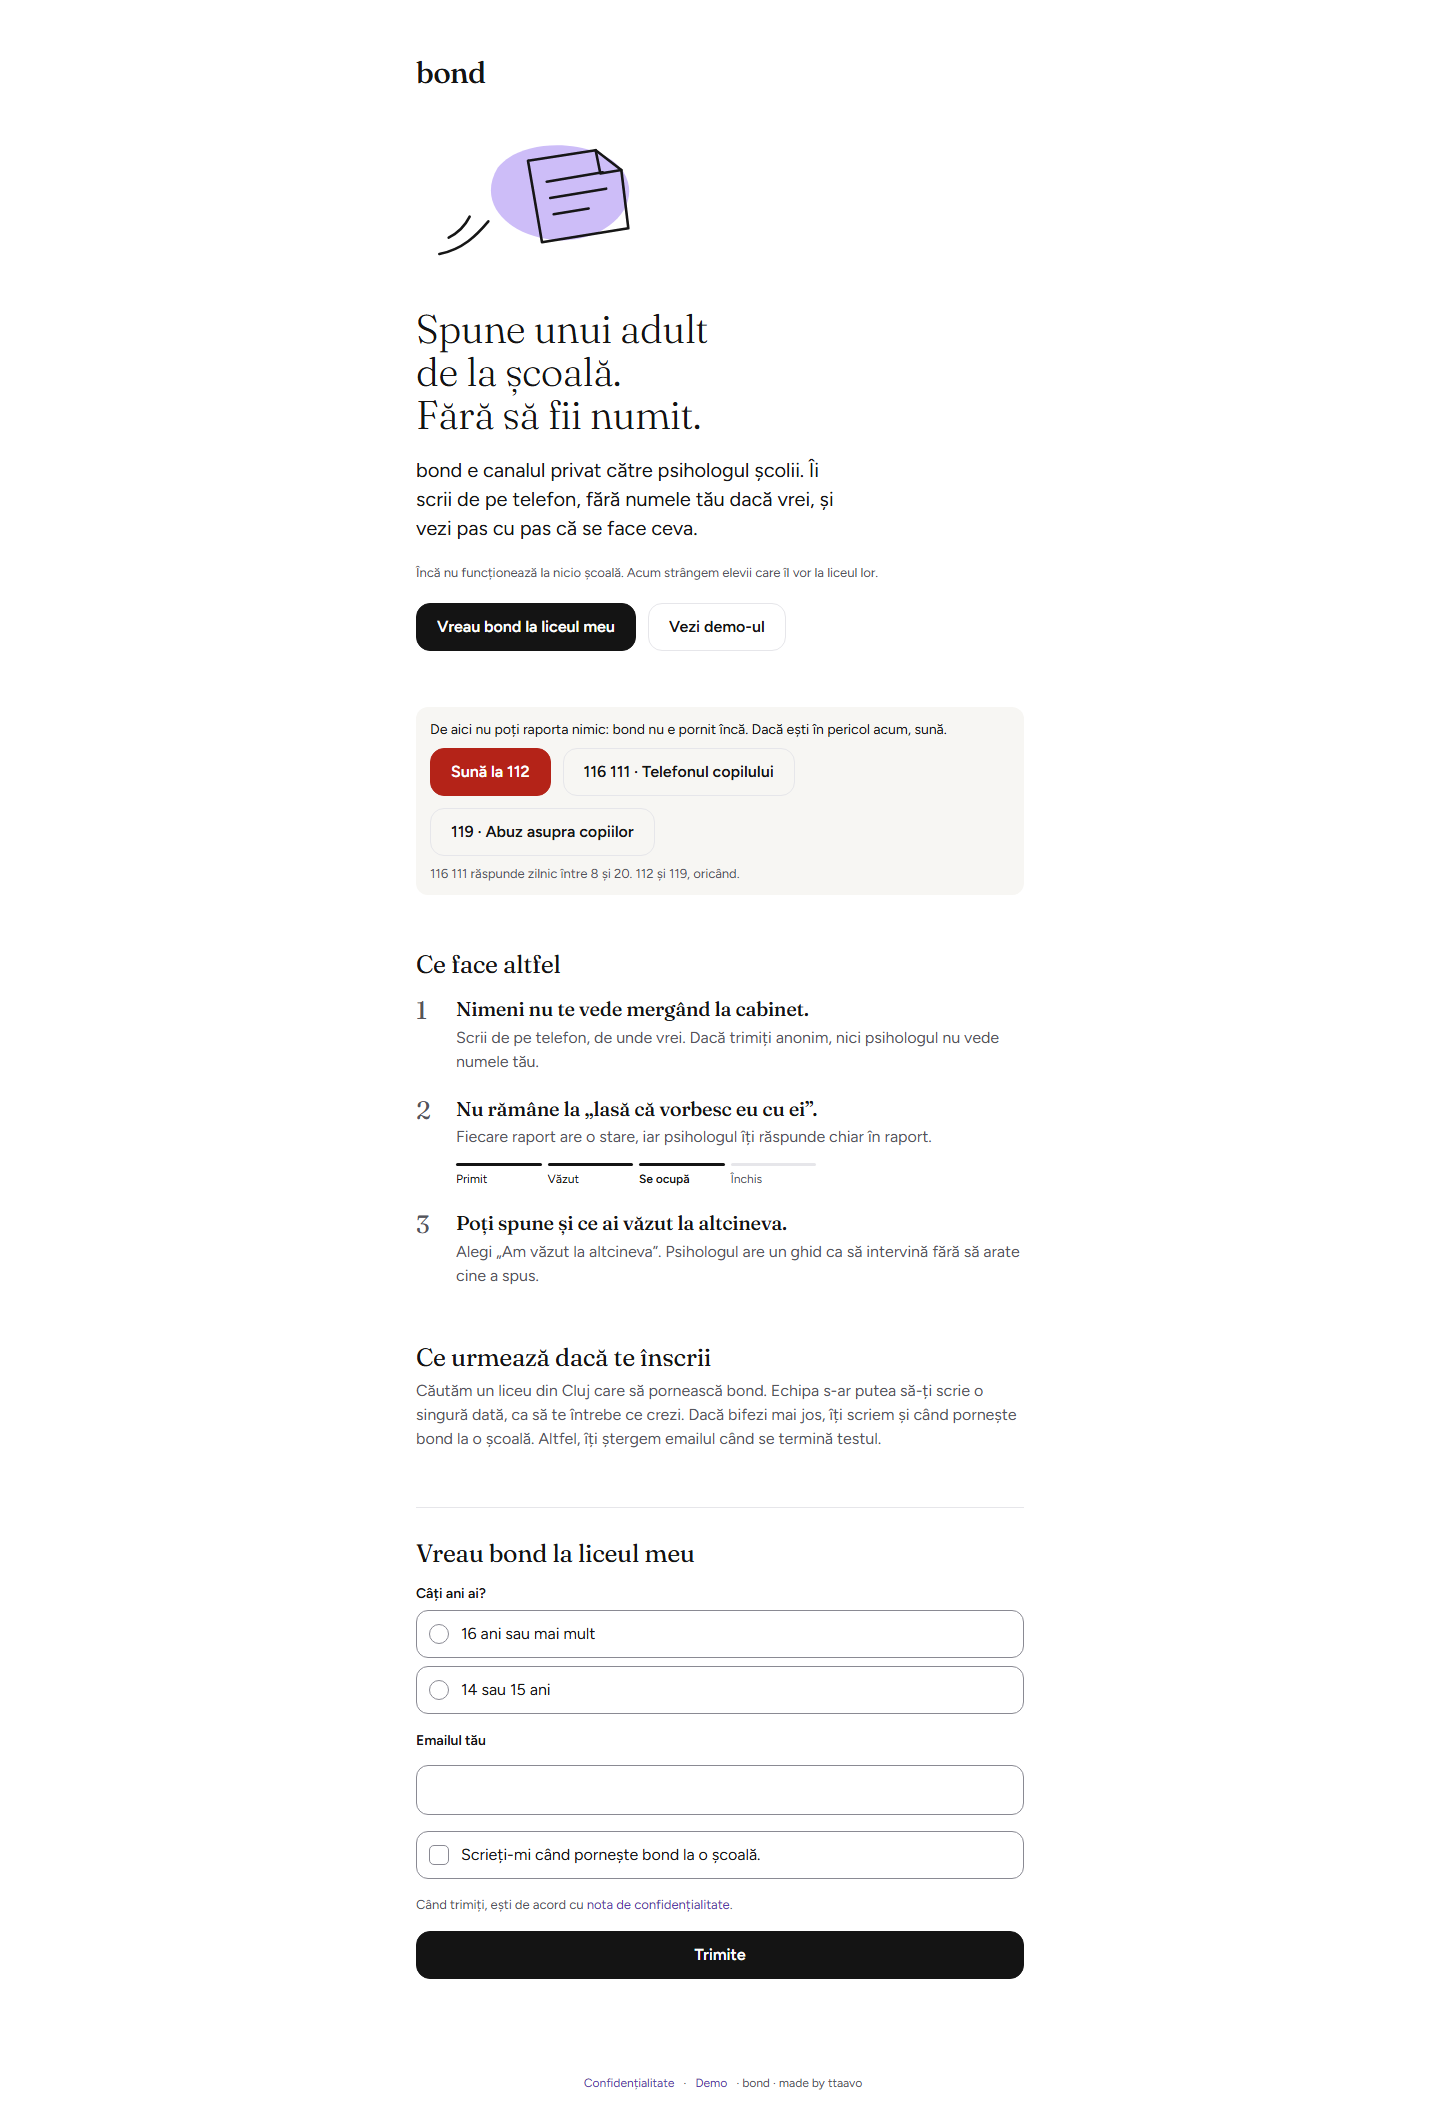 bond
Spune unui adult
de la școală.
Fără să fii numit.
bond e canalul privat către psihologul școlii. Îi
scrii de pe telefon, fără numele tău dacă vrei, și
vezi pas cu pas că se face ceva.
Încă nu funcționează la nicio școală. Acum strângem elevii care îl vor la liceul lor.
Vreau bond la liceul meu
Vezi demo-ul
De aici nu poți raporta nimic: bond nu e pornit încă. Dacă ești în pericol acum, sună.
Sună la 112
116 111 · Telefonul copilului
119 · Abuz asupra copiilor
116 111 răspunde zilnic între 8 și 20. 112 și 119, oricând.
Ce face altfel
1
Nimeni nu te vede mergând la cabinet.
Scrii de pe telefon, de unde vrei. Dacă trimiți anonim, nici psihologul nu vede
numele tău.
2
Nu rămâne la „lasă că vorbesc eu cu ei”.
Fiecare raport are o stare, iar psihologul îți răspunde chiar în raport.
Primit
Văzut
Se ocupă
Închis
3
Poți spune și ce ai văzut la altcineva.
Alegi „Am văzut la altcineva”. Psihologul are un ghid ca să intervină fără să arate
cine a spus.
Ce urmează dacă te înscrii
Căutăm un liceu din Cluj care să pornească bond. Echipa s-ar putea să-ți scrie o
singură dată, ca să te întrebe ce crezi. Dacă bifezi mai jos, îți scriem și când pornește
bond la o școală. Altfel, îți ștergem emailul când se termină testul.
Vreau bond la liceul meu
Câți ani ai?
16 ani sau mai mult
14 sau 15 ani
Emailul tău
Scrieți-mi când pornește bond la o școală.
Când trimiți, ești de acord cu nota de confidențialitate.
Trimite
Confidențialitate · Demo · bond · made by ttaavo